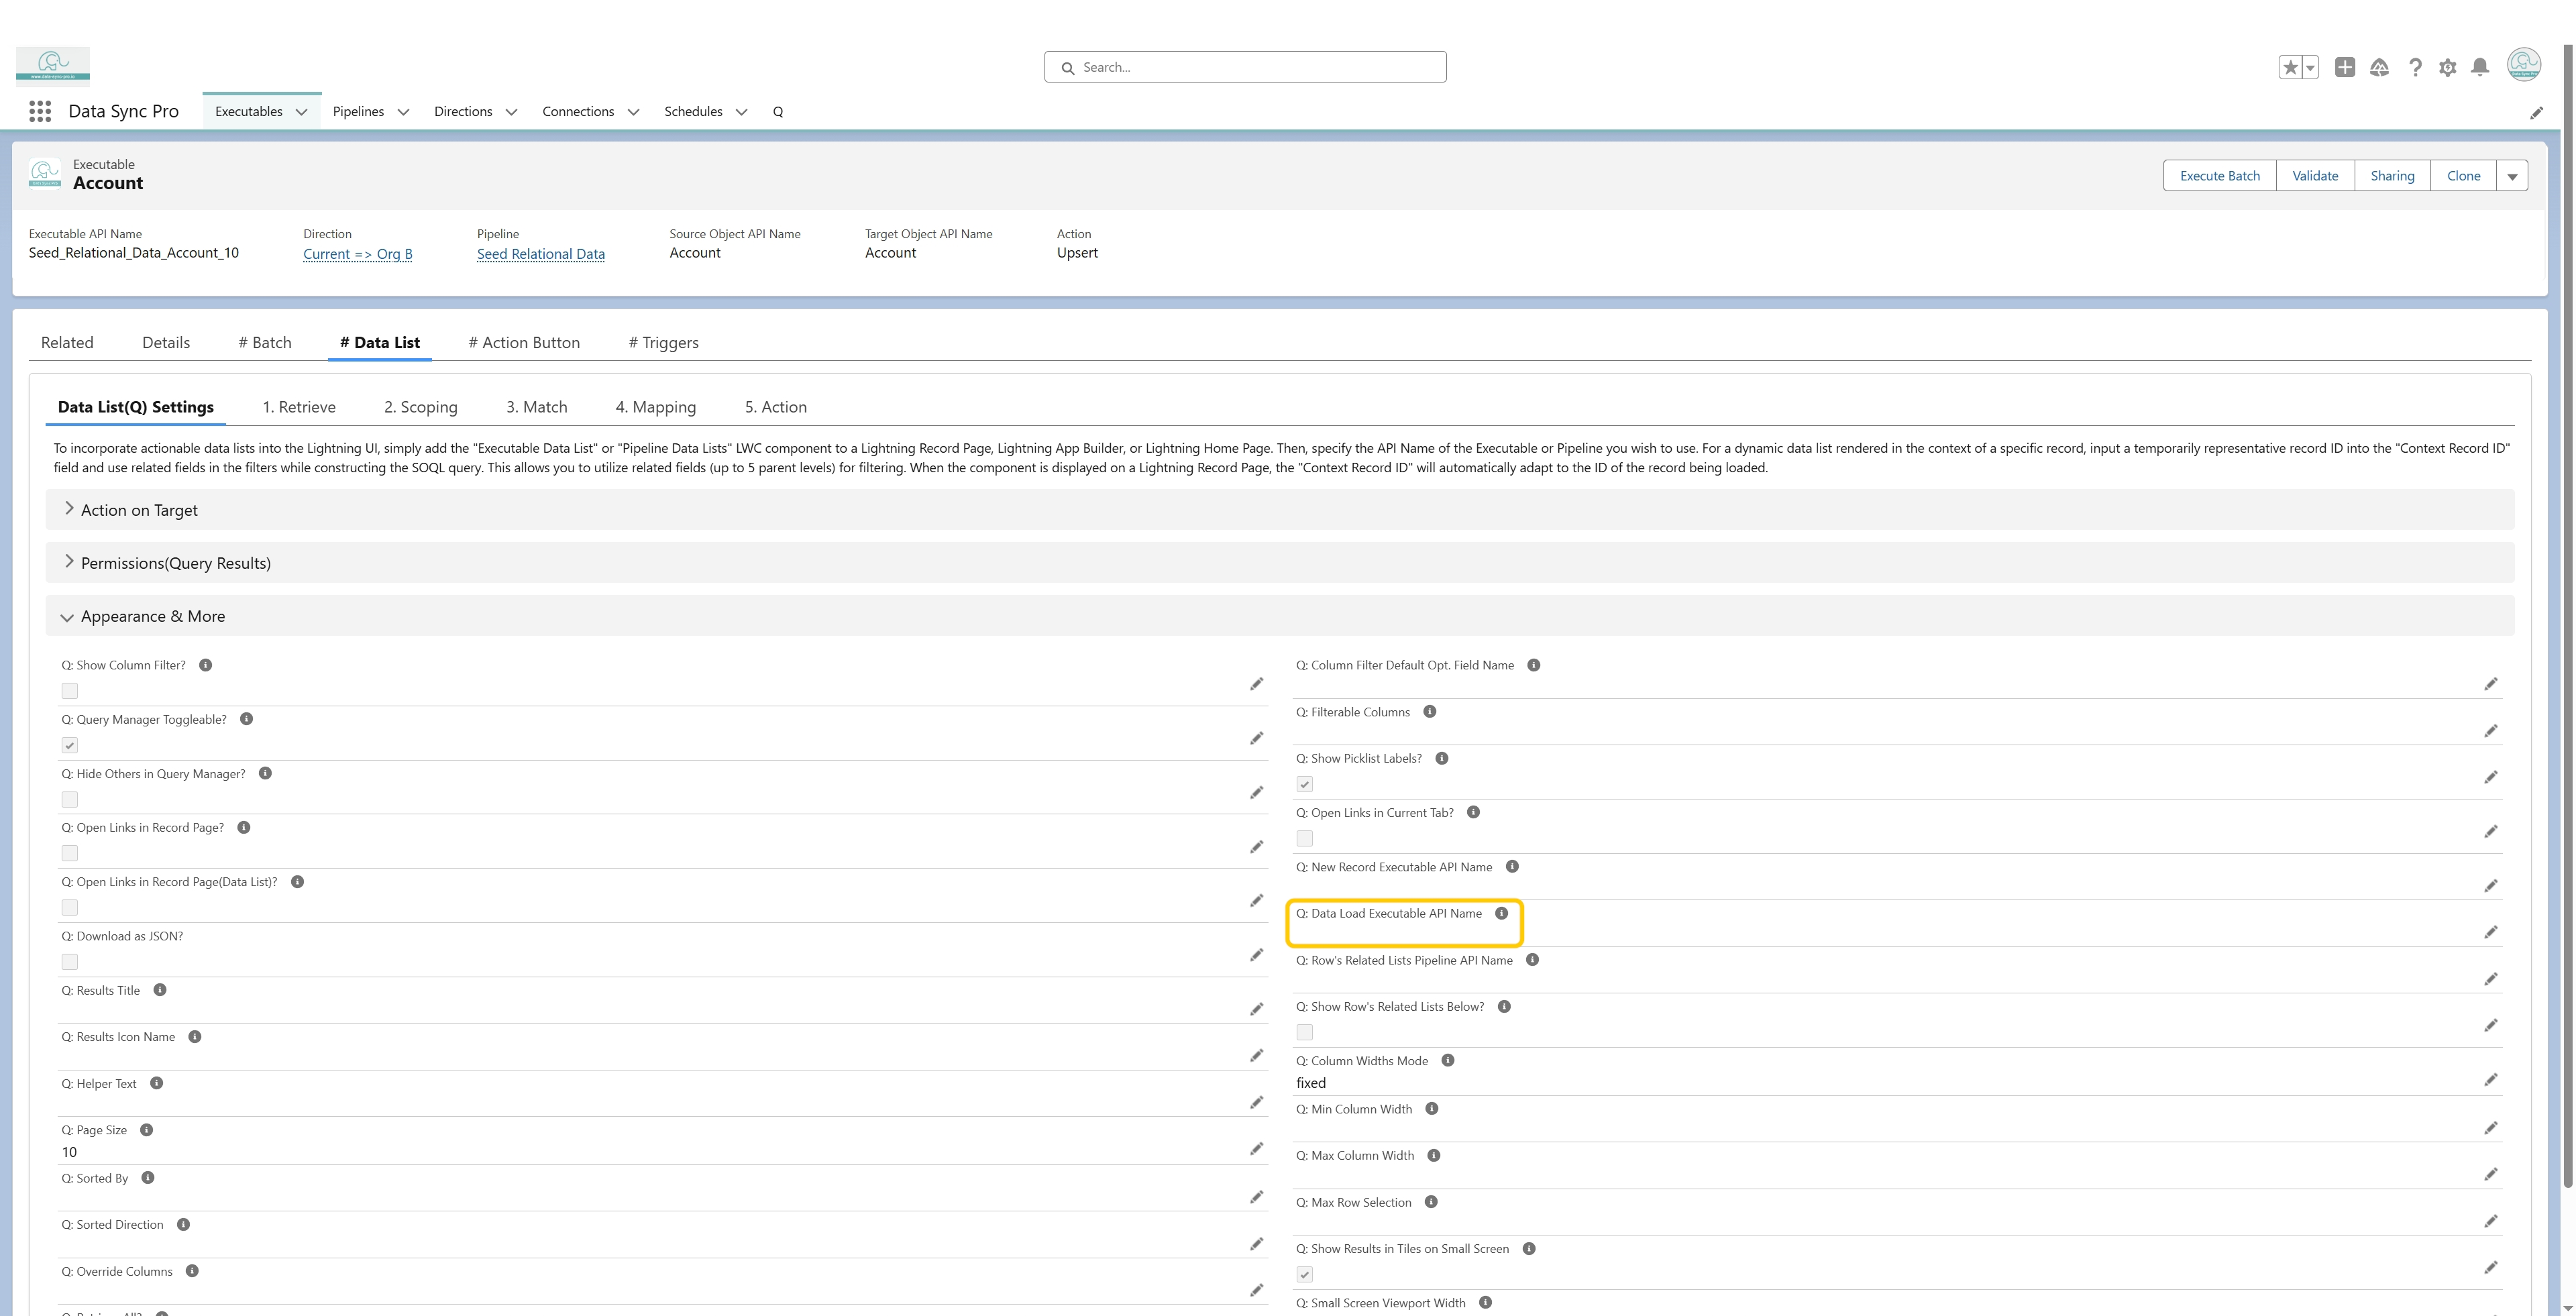 www.data-sync-pro.io
Search...
Data Sync Pro
Executables
Pipelines
Directions
Connections
Schedules
Q
Executable
Account
Execute Batch
Validate
Sharing
Clone
Executable API Name
Seed_Relational_Data_Account_10
Direction
Current => Org B
Pipeline
Seed Relational Data
Source Object API Name
Account
Target Object API Name
Account
Action
Upsert
Related
Details
# Batch
# Data List
# Action Button
# Triggers
Data List(Q) Settings
1. Retrieve
2. Scoping
3. Match
4. Mapping
5. Action
To incorporate actionable data lists into the Lightning UI, simply add the "Executable Data List" or "Pipeline Data Lists" LWC component to a Lightning Record Page, Lightning App Builder, or Lightning Home Page. Then, specify the API Name of the Executable or Pipeline you wish to use. For a dynamic data list rendered in the context of a specific record, input a temporarily representative record ID into the "Context Record ID"
field and use related fields in the filters while constructing the SOQL query. This allows you to utilize related fields (up to 5 parent levels) for filtering. When the component is displayed on a Lightning Record Page, the "Context Record ID" will automatically adapt to the ID of the record being loaded.
Action on Target
Permissions(Query Results)
Appearance & More
Q: Show Column Filter?
Q: Query Manager Toggleable?
Q: Hide Others in Query Manager?
Q: Open Links in Record Page?
Q: Open Links in Record Page(Data List)?
Q: Download as JSON?
Q: Results Title
Q: Results Icon Name
Q: Helper Text
Q: Page Size
10
Q: Sorted By
Q: Sorted Direction
Q: Override Columns
Q: Column Filter Default Opt. Field Name
Q: Filterable Columns
Q: Show Picklist Labels?
Q: Open Links in Current Tab?
Q: New Record Executable API Name
Q: Data Load Executable API Name
Q: Row's Related Lists Pipeline API Name
Q: Show Row's Related Lists Below?
Q: Column Widths Mode
fixed
Q: Min Column Width
Q: Max Column Width
Q: Max Row Selection
Q: Show Results in Tiles on Small Screen
Q: Small Screen Viewport Width